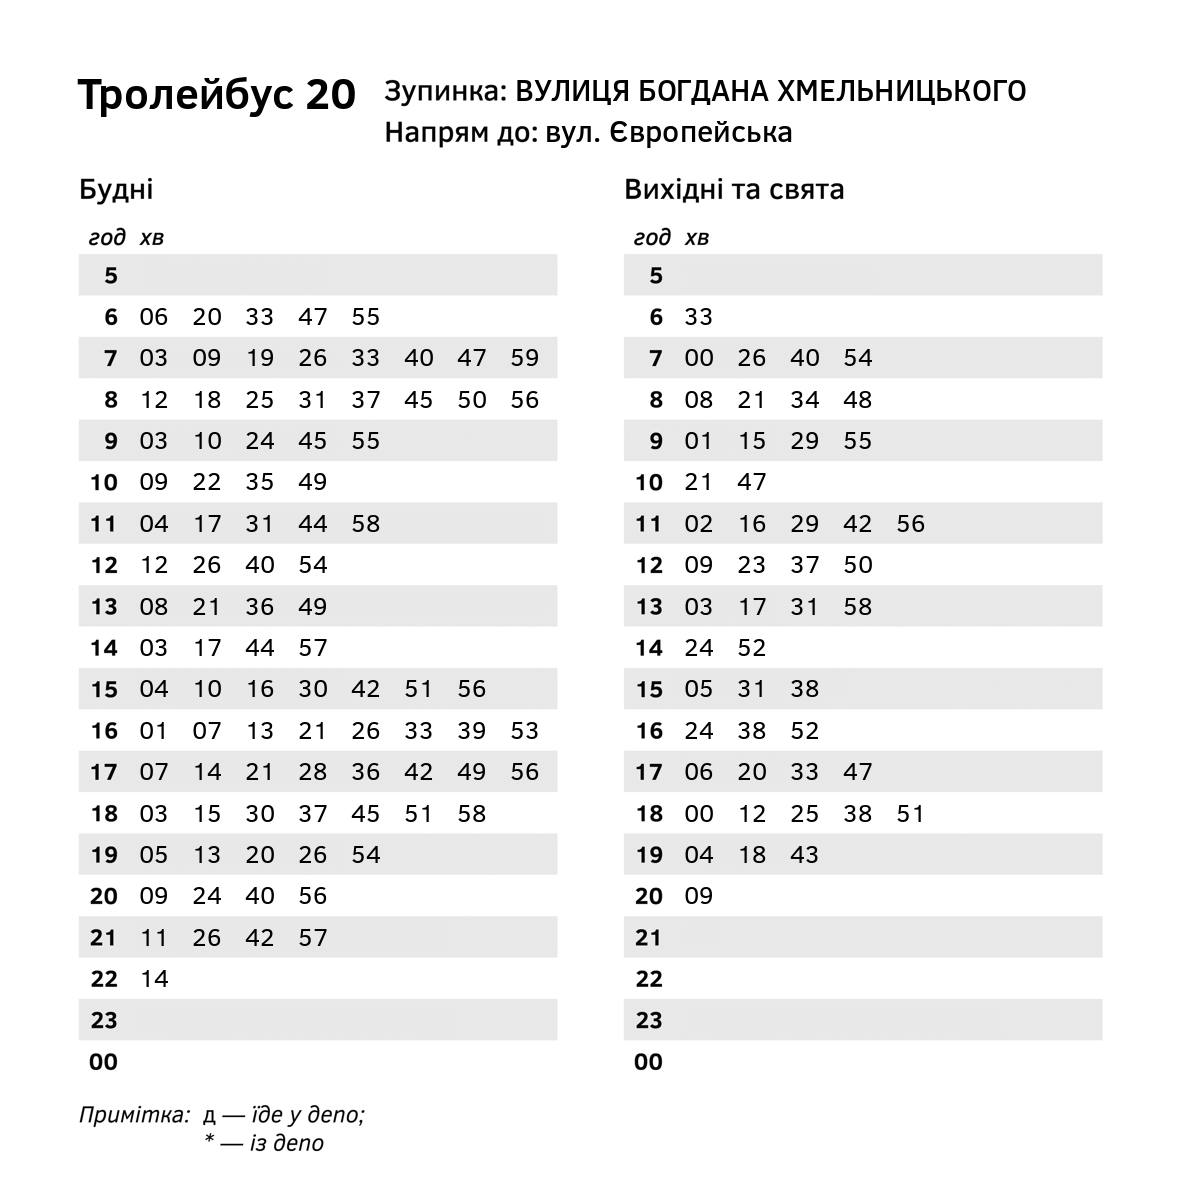 Тролейбус 20
Зупинка: ВУЛИЦЯ БОГДАНА ХМЕЛЬНИЦЬКОГО
Напрям до: вул. Європейська
Будні
год хв
5
6 06 20 33 47 55
7 03 09 19 26 33 40 47 59
8 12 18 25 31 37 45 50 56
9 03 10 24 45 55
10 09 22 35 49
11 04 17 31 44 58
12 12 26 40 54
13 08 21 36 49
14 03 17 44 57
15 04 10 16 30 42 51 56
16 01 07 13 21 26 33 39 53
17 07 14 21 28 36 42 49 56
18 03 15 30 37 45 51 58
19 05 13 20 26 54
20 09 24 40 56
21 11 26 42 57
22 14
23
00
Вихідні та свята
год хв
5
6 33
7 00 26 40 54
8 08 21 34 48
9 01 15 29 55
10 21 47
11 02 16 29 42 56
12 09 23 37 50
13 03 17 31 58
14 24 52
15 05 31 38
16 24 38 52
17 06 20 33 47
18 00 12 25 38 51
19 04 18 43
20 09
21
22
23
00
Примітка: д — їде у депо;
* — із депо